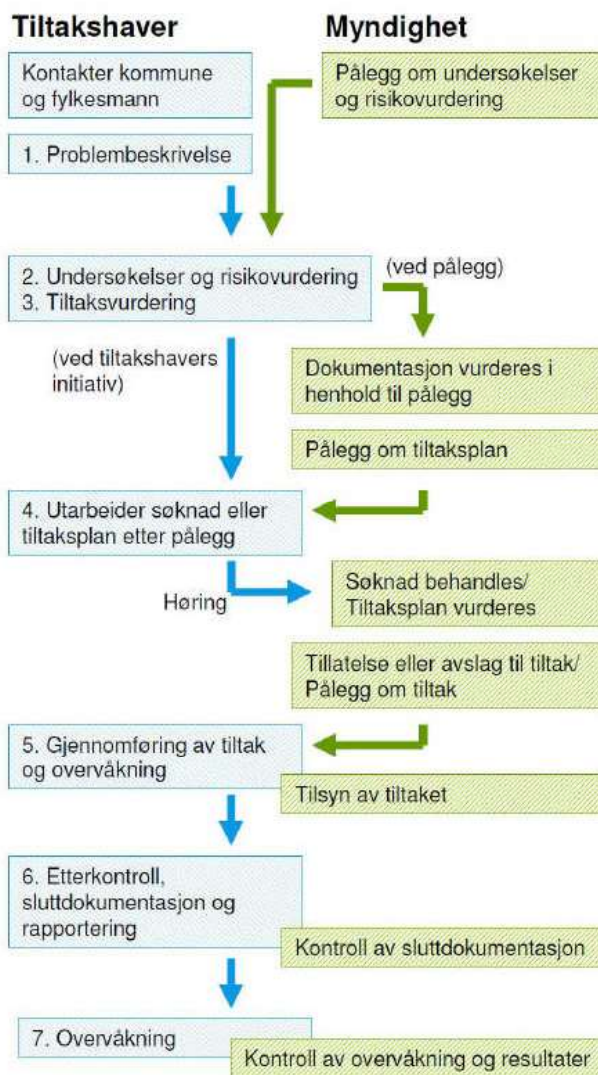 Tiltakshaver
Myndighet
Kontakter kommune
og fylkesmann
Pålegg om undersøkelser
og risikovurdering
1. Problembeskrivelse
2. Undersøkelser og risikovurdering
3. Tiltaksvurdering
(ved pålegg)
(ved tiltakshavers
initiativ)
Dokumentasjon vurderes i
henhold til pålegg
Pålegg om tiltaksplan
4. Utarbeider søknad eller
tiltaksplan etter pålegg
Høring
Søknad behandles/
Tiltaksplan vurderes
Tillatelse eller avslag til tiltak/
Pålegg om tiltak
5. Gjennomføring av tiltak
og overvåkning
Tilsyn av tiltaket
6. Etterkontroll,
sluttdokumentasjon og
rapportering
Kontroll av sluttdokumentasjon
7. Overvåkning
Kontroll av overvåkning og resultater